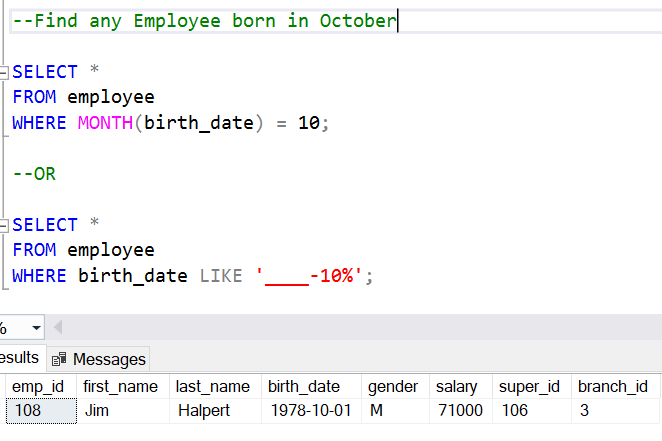 --Find any Employee born in October
SELECT *
FROM employee
WHERE MONTH(birth_date) = 10;
--OR
SELECT *
FROM employee
WHERE birth_date LIKE '____-10%';
%
esults Messages
emp_id first_name last_name birth_date gender salary super_id branch_id
108 Jim Halpert 1978-10-01 M 71000 106 3